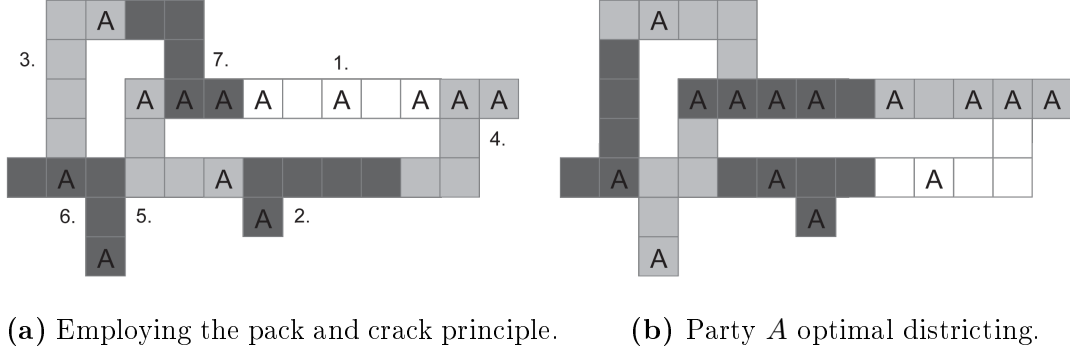 A
3. 7. 1.
A A A A A A A A
4.
A A
6. 5. A 2.
A
(a) Employing the pack and crack principle.
A
A A A A A A A A
A A A
A
A
(b) Party A optimal districting.